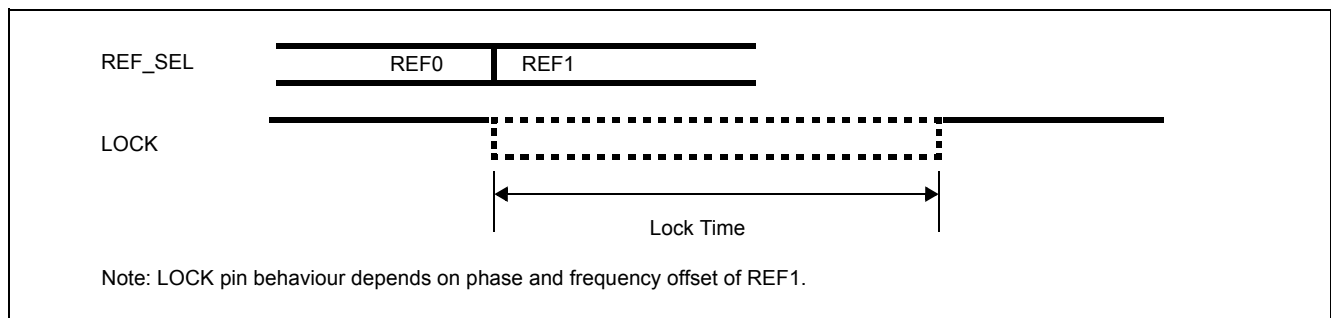 REF_SEL
REF0
REF1
LOCK
Lock Time
Note: LOCK pin behaviour depends on phase and frequency offset of REF1.